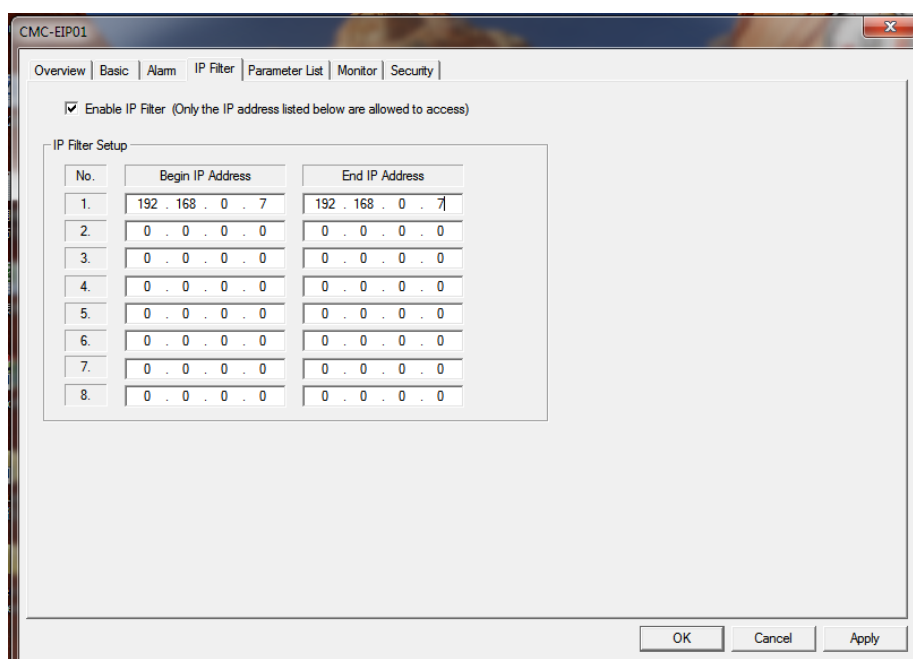 CMC-EIP01
X
Overview Basic Alarm IP Filter Parameter List Monitor Security
Enable IP Filter (Only the IP address listed below are allowed to access)
IP Filter Setup
No. Begin IP Address End IP Address
1. 192 . 168 . 0 . 7 192 . 168 . 0 . 7
2. 0 . 0 . 0 . 0 0 . 0 . 0 . 0
3. 0 . 0 . 0 . 0 0 . 0 . 0 . 0
4. 0 . 0 . 0 . 0 0 . 0 . 0 . 0
5. 0 . 0 . 0 . 0 0 . 0 . 0 . 0
6. 0 . 0 . 0 . 0 0 . 0 . 0 . 0
7. 0 . 0 . 0 . 0 0 . 0 . 0 . 0
8. 0 . 0 . 0 . 0 0 . 0 . 0 . 0
OK Cancel Apply